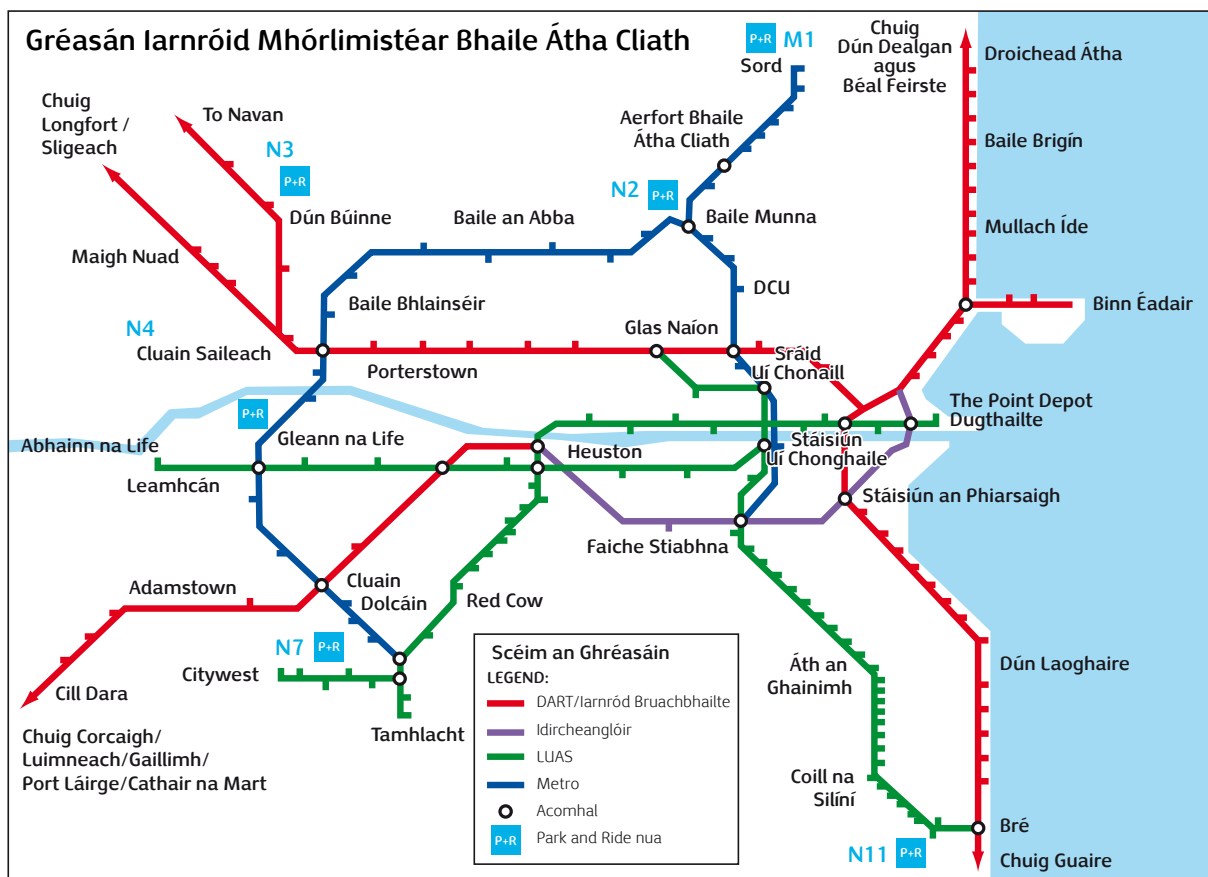 Gréasán Iarnróid Mhórlimistéar Bhaile Átha Cliath
P+R M1
Sord
Chuig
Dún Dealgan
agus
Béal Feirste
Droichead Átha
Chuig
Longfort /
Sligeach
To Navan
Aerfort Bhaile
Átha Cliath
N3
P+R
Baile Brigín
N2 P+R
Dún Búinne
Baile an Abba
Baile Munna
Mullach Íde
Maigh Nuad
DCU
Baile Bhlainséir
Binn Éadair
N4
Cluain Saileach
Glas Naíon
Porterstown
Sráid
Uí Chonaill
The Point Depot
Dugthailte
P+R
Abhainn na Life
Gleann na Life
Heuston
Stáisiún
Uí Chonghaile
Leamhcán
Stáisiún an Phiarsaigh
Faiche Stiabhna
Adamstown
Cluain
Dolcáin
Red Cow
N7 P+R
Citywest
Cill Dara
Tamhlacht
Chuig Corcaigh/
Luimneach/Gaillimh/
Port Láirge/Cathair na Mart
Áth an
Ghainimh
Dún Laoghaire
Coill na
Silíní
Bré
N11 P+R
Chuig Guaire
Scéim an Ghréasáin
LEGEND:
DART/Iarnród Bruachbhailte
Idircheanglóir
LUAS
Metro
Acomhal
P+R Park and Ride nua